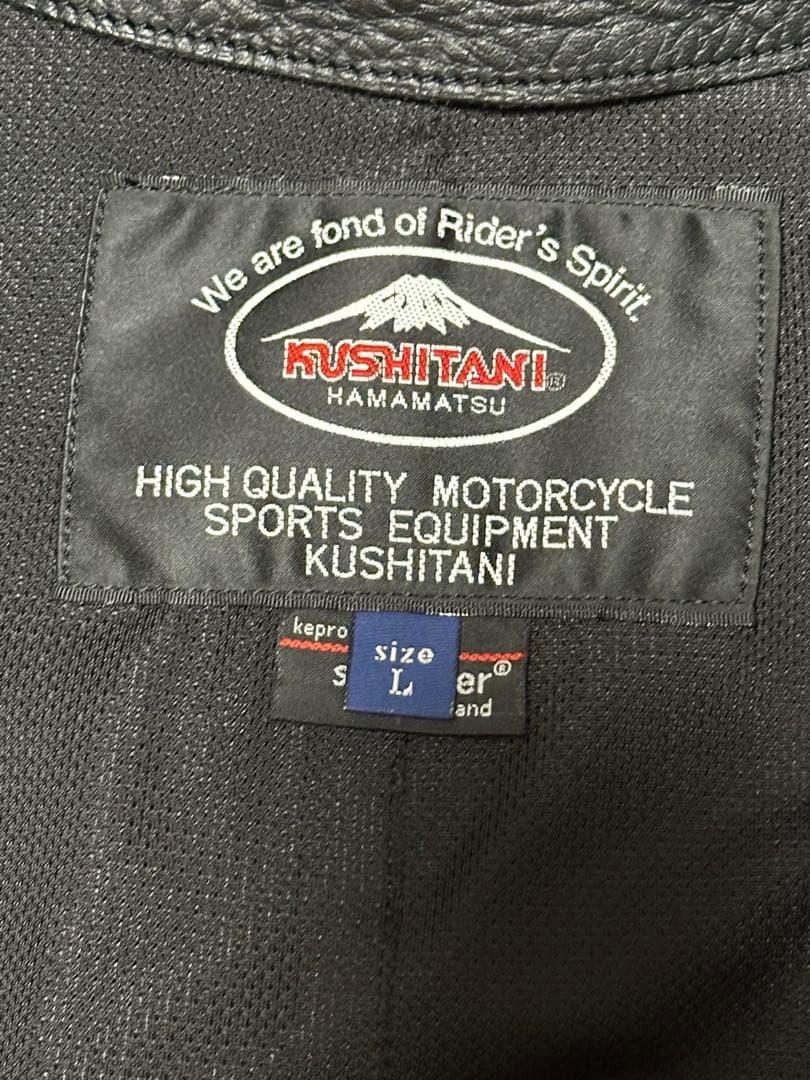 We are fond of Rider's Spirit.
KUSHITANI®
HAMAMATSU
HIGH QUALITY MOTORCYCLE
SPORTS EQUIPMENT
KUSHITANI
size
L